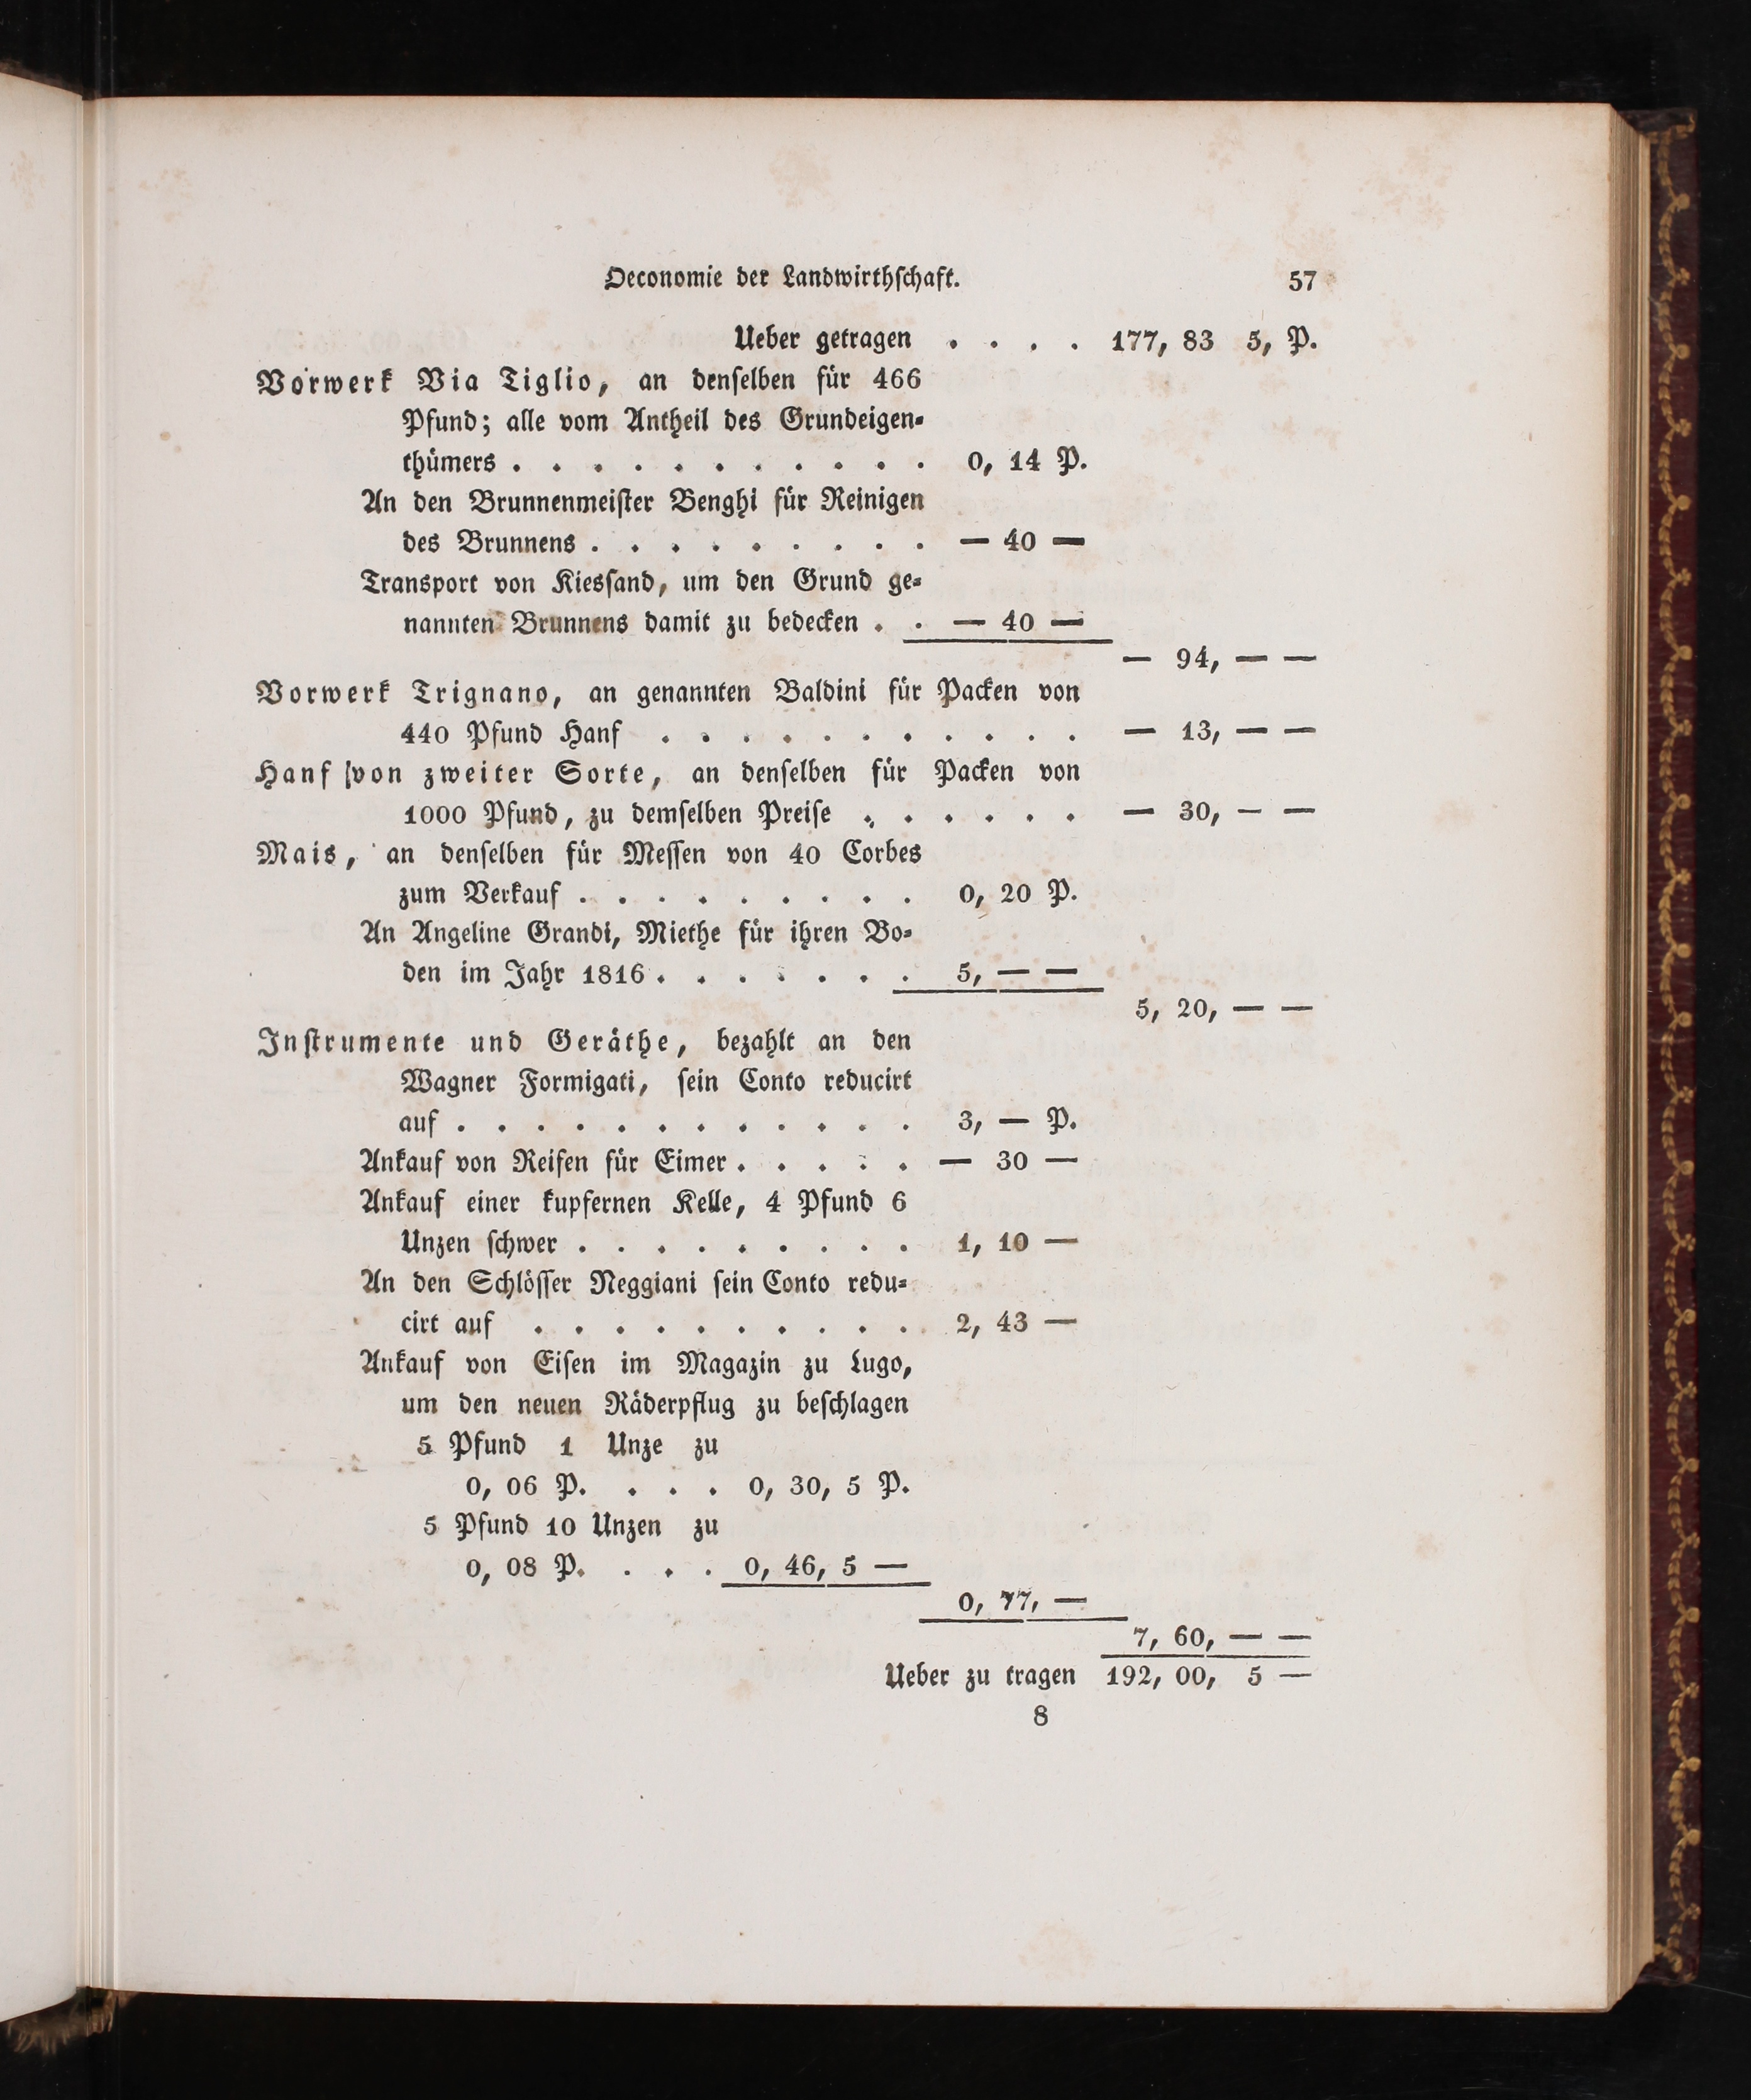 Oeconomie der Landwirthschaft. 57
Ueber getragen . . . . 177, 83 5, P.
Vorwerk Via Tiglio, an denselben für 466
Pfund; alle vom Antheil des Grundeigen-
thümers . . . . . . . . . . . 0, 14 P.
An den Brunnenmeister Benghi für Reinigen
des Brunnens . . . . . . . . . — 40 —
Transport von Kiessand, um den Grund ge-
nannten Brunnens damit zu bedecken . . — 40 —
— 94, — —
Vorwerk Trignano, an genannten Baldini für Packen von
440 Pfund Hanf . . . . . . . . . . . — 13, — —
Hanf von zweiter Sorte, an denselben für Packen von
1000 Pfund, zu demselben Preise . . . . . . — 30, — —
Mais, an denselben für Messen von 40 Corbes
zum Verkauf . . . . . . . . . 0, 20 P.
An Angeline Grandi, Miethe für ihren Bo-
den im Jahr 1816 . . . . . . . 5, — —
5, 20, — —
Instrumente und Geräthe, bezahlt an den
Wagner Formigati, sein Conto reducirt
auf . . . . . . . . . . . . 3, — P.
Ankauf von Reifen für Eimer . . . . . — 30 —
Ankauf einer kupfernen Kelle, 4 Pfund 6
Unzen schwer . . . . . . . . . 1, 10 —
An den Schlösser Neggiani sein Conto redu-
cirt auf . . . . . . . . . . 2, 43 —
Ankauf von Eisen im Magazin zu Lugo,
um den neuen Räderpflug zu beschlagen
5 Pfund 1 Unze zu
0, 06 P. . . . 0, 30, 5 P.
5 Pfund 10 Unzen zu
0, 08 P. . . . 0, 46, 5 —
0, 77, —
7, 60, — —
Ueber zu tragen 192, 00, 5 —
8